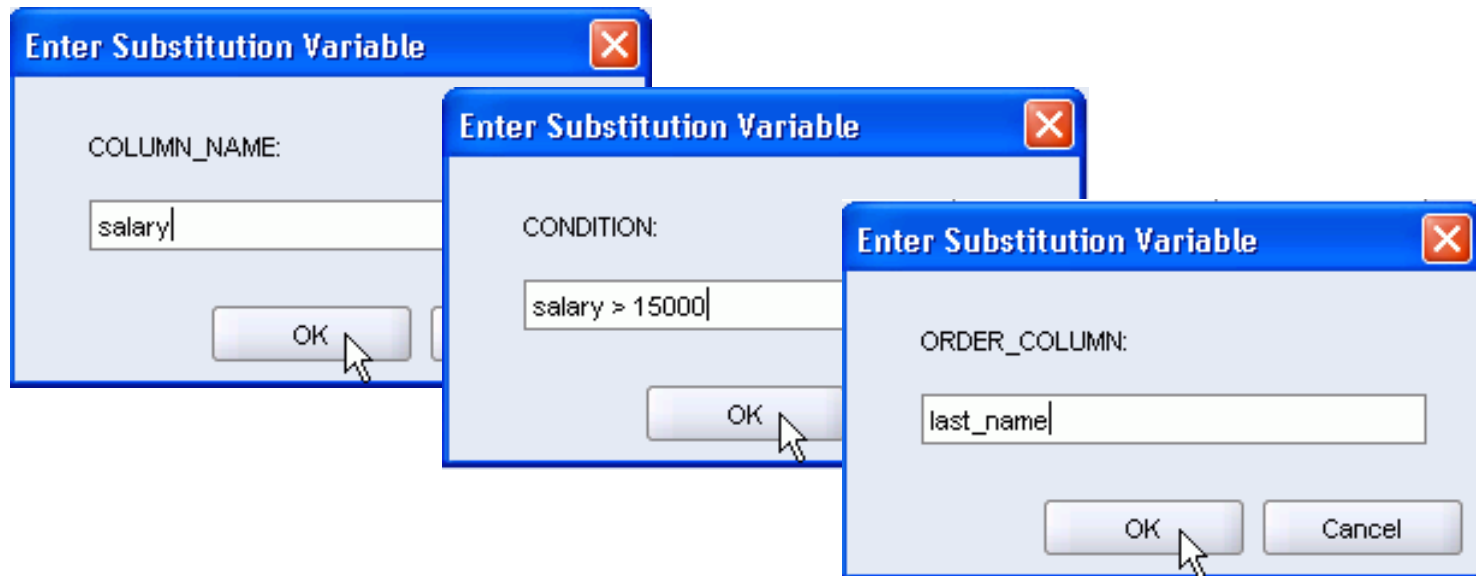 Enter Substitution Variable
COLUMN_NAME:
salary
OK
Enter Substitution Variable
CONDITION:
salary > 15000
OK
Enter Substitution Variable
ORDER_COLUMN:
last_name
OK
Cancel